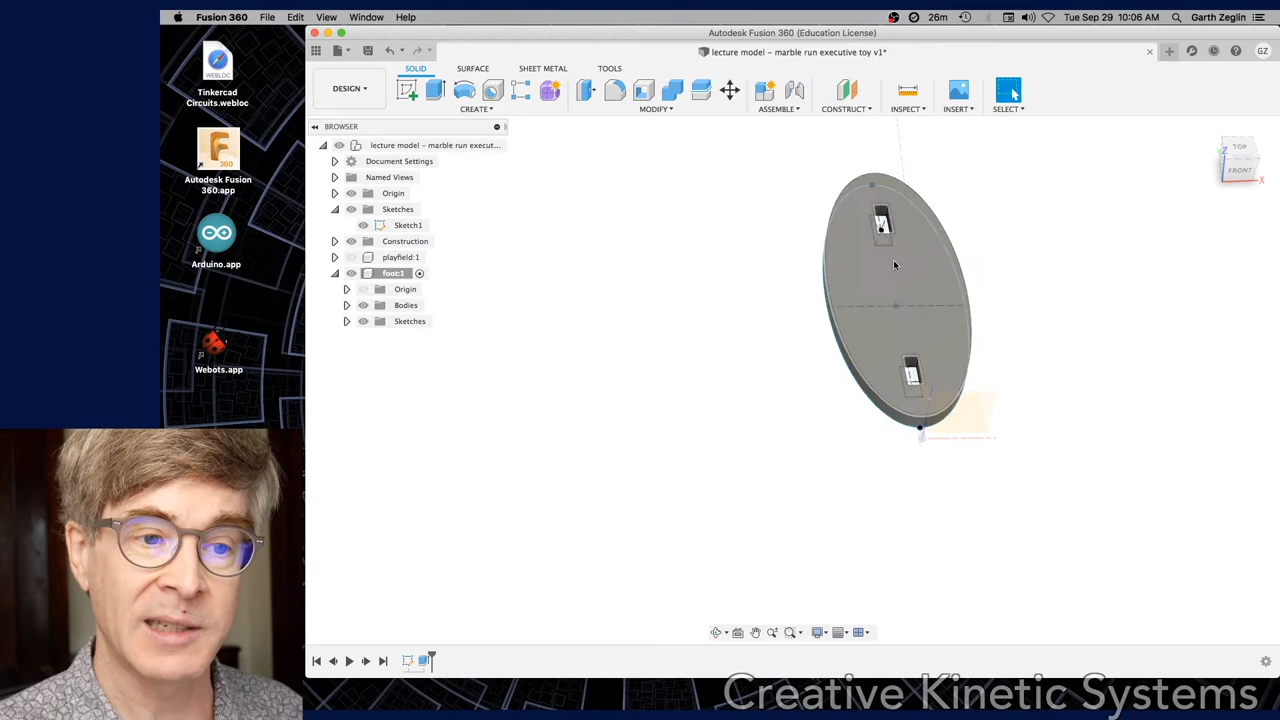 Fusion 360 File Edit View Window Help
26m Tue Sep 29 10:06 AM Garth Zeglin
Autodesk Fusion 360 (Education License)
lecture model – marble run executive toy v1*
GZ
SOLID SURFACE SHEET METAL TOOLS
DESIGN
CREATE MODIFY ASSEMBLE CONSTRUCT INSPECT INSERT SELECT
WEBLOC
Tinkercad
Circuits.webloc
360
Autodesk Fusion
360.app
Arduino.app
Webots.app
BROWSER
lecture model – marble run execut...
Document Settings
Named Views
Origin
Sketches
Sketch1
Construction
playfield:1
foot:1
Origin
Bodies
Sketches
TOP
FRONT
Z
X
Creative Kinetic Systems